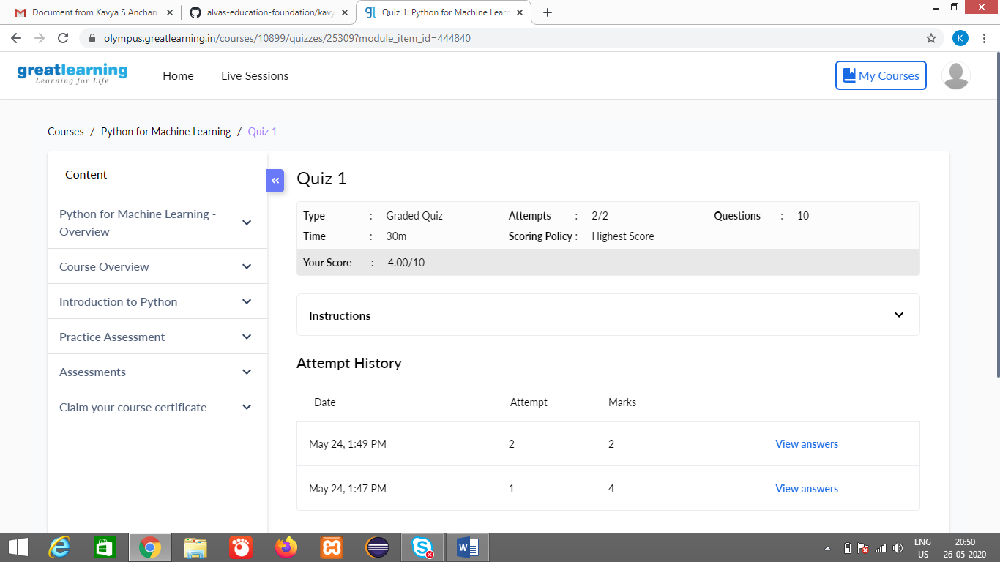 Document from Kavya S Anchan
alvas-education-foundation/kavy
Quiz 1: Python for Machine Learn
olympus.greatlearning.in/courses/10899/quizzes/25309?module_item_id=444840
K
greatlearning
Learning for Life
Home
Live Sessions
My Courses
Courses / Python for Machine Learning / Quiz 1
Content
Python for Machine Learning -
Overview
Course Overview
Introduction to Python
Practice Assessment
Assessments
Claim your course certificate
Quiz 1
Type : Graded Quiz Attempts : 2/2 Questions : 10
Time : 30m Scoring Policy : Highest Score
Your Score : 4.00/10
Instructions
Attempt History
Date Attempt Marks
May 24, 1:49 PM 2 2 View answers
May 24, 1:47 PM 1 4 View answers
ENG 20:50
US 26-05-2020